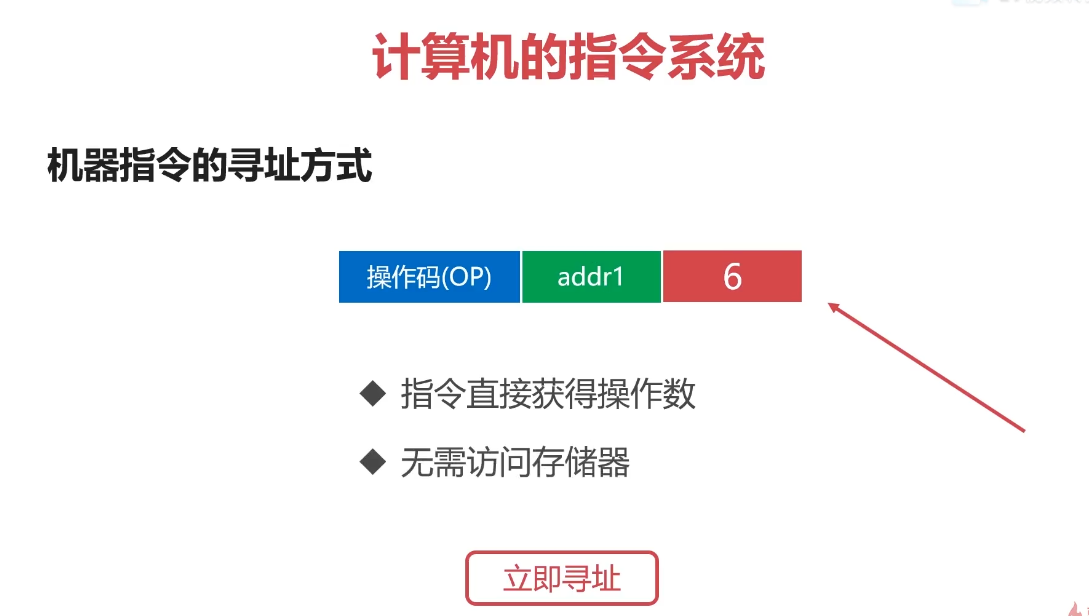 计算机的指令系统
机器指令的寻址方式
操作码(OP) addr1 6
◆ 指令直接获得操作数
◆ 无需访问存储器
立即寻址